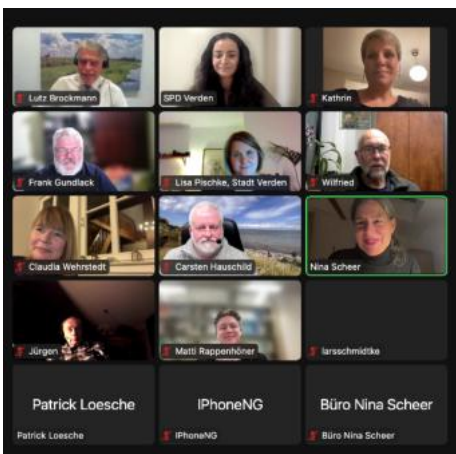 Lutz Brockmann
SPD Verden
Kathrin
Frank Gundlack
Lisa Pischke, Stadt Verden
Wilfried
Claudia Wehrstedt
Carsten Hauschild
Nina Scheer
Jürgen
Matti Rappenhöner
larsschmidtke
Patrick Loesche
IPhoneNG
Büro Nina Scheer
Patrick Loesche
IPhoneNG
Büro Nina Scheer